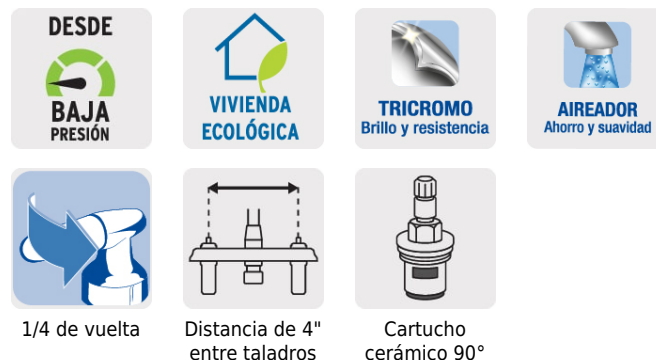 DESDE
BAJA
PRESIÓN
VIVIENDA
ECOLÓGICA
TRICROMO
Brillo y resistencia
AIREADOR
Ahorro y suavidad
1/4 de vuelta
Distancia de 4"
entre taladros
Cartucho
cerámico 90°